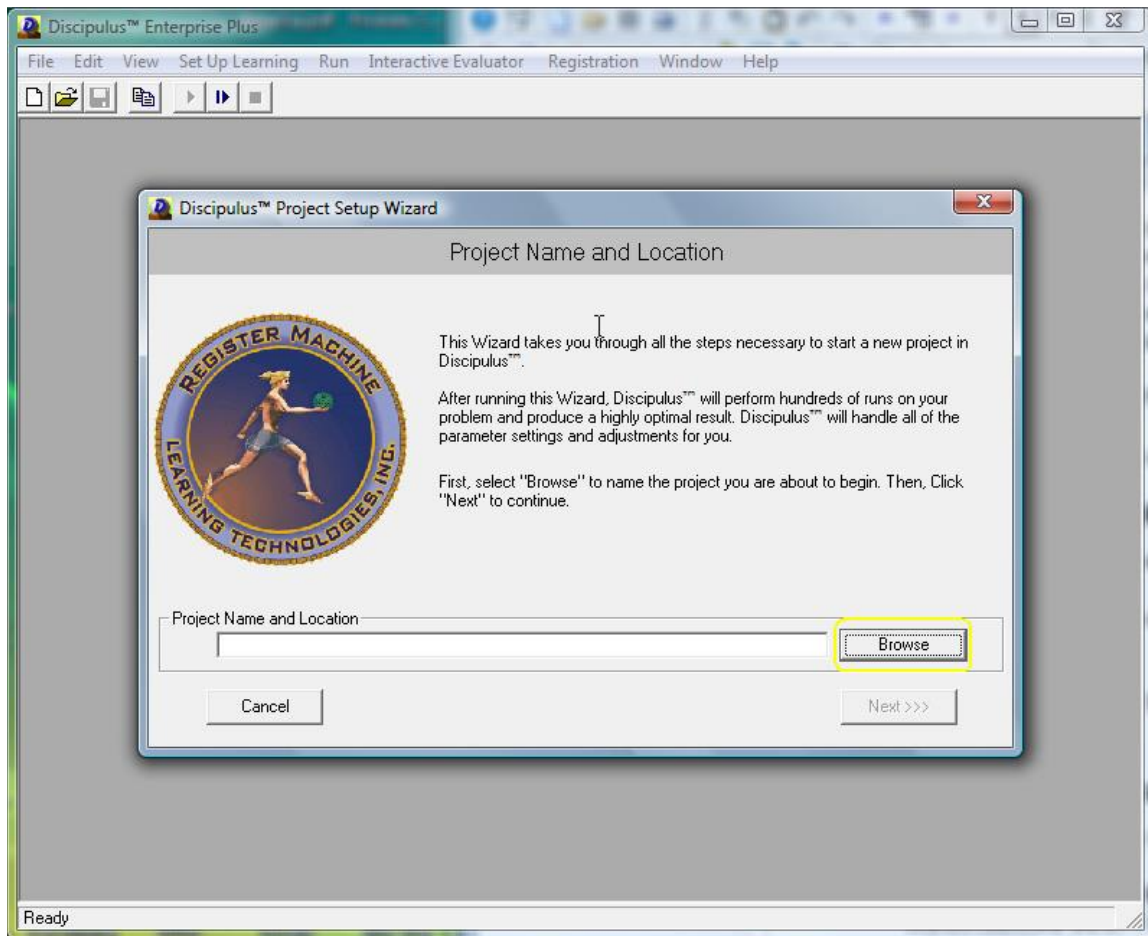 Discipulus™ Enterprise Plus
File Edit View Set Up Learning Run Interactive Evaluator Registration Window Help
Discipulus™ Project Setup Wizard
Project Name and Location
REGISTER MACHINE
LEARNING TECHNOLOGIES, INC.
This Wizard takes you through all the steps necessary to start a new project in
Discipulus™.
After running this Wizard, Discipulus™ will perform hundreds of runs on your
problem and produce a highly optimal result. Discipulus™ will handle all of the
parameter settings and adjustments for you.
First, select "Browse" to name the project you are about to begin. Then, Click
"Next" to continue.
Project Name and Location
Browse
Cancel
Next >>>
Ready